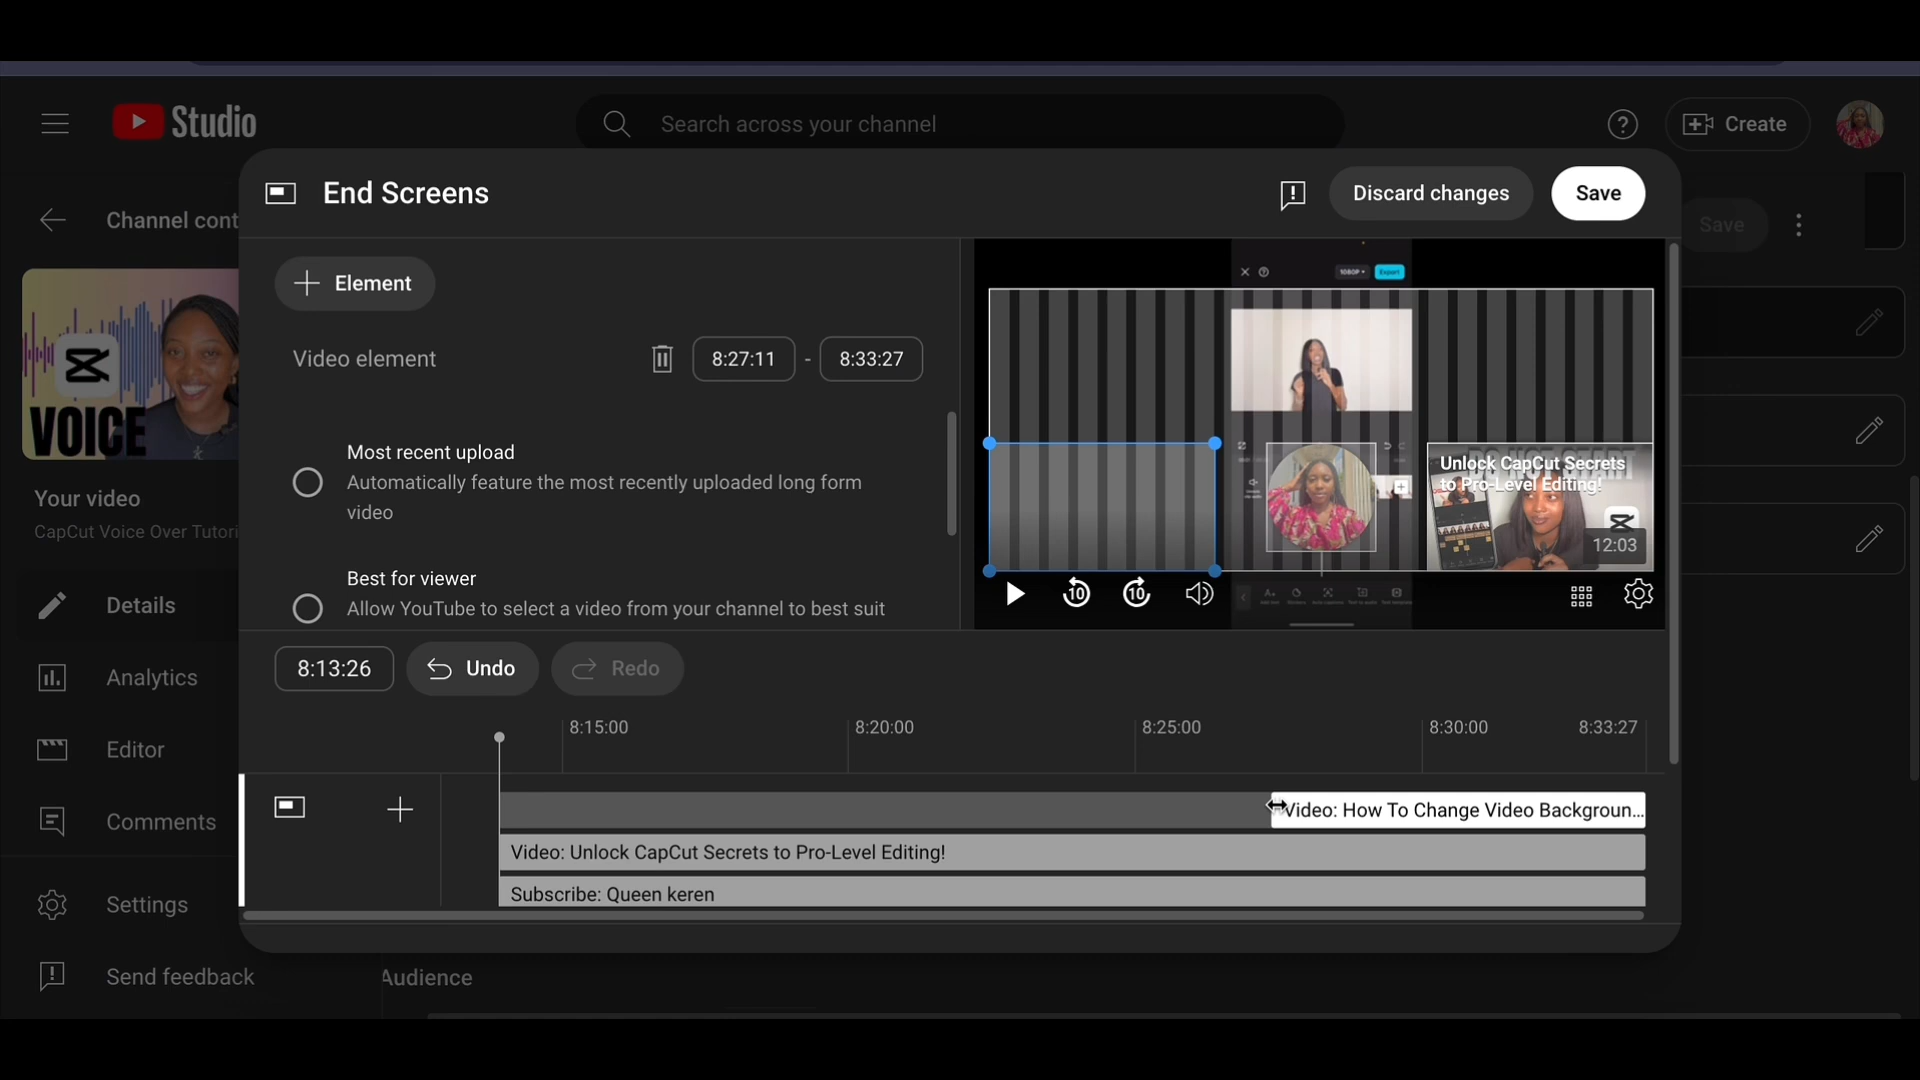 Studio
Search across your channel
Create
Channel cont
End Screens
Discard changes
Save
Save
Element
Video element
8:27:11
-
8:33:27
Most recent upload
Automatically feature the most recently uploaded long form
video
Best for viewer
Allow YouTube to select a video from your channel to best suit
1080P
Export
Unlock CapCut Secrets
to Pro-Level Editing!
12:03
10
10
VOICE
Your video
CapCut Voice Over Tutori
Details
Analytics
Editor
Comments
Settings
Send feedback
8:13:26
Undo
Redo
8:15:00
8:20:00
8:25:00
8:30:00
8:33:27
Video: How To Change Video Backgroun...
Video: Unlock CapCut Secrets to Pro-Level Editing!
Subscribe: Queen keren
Audience